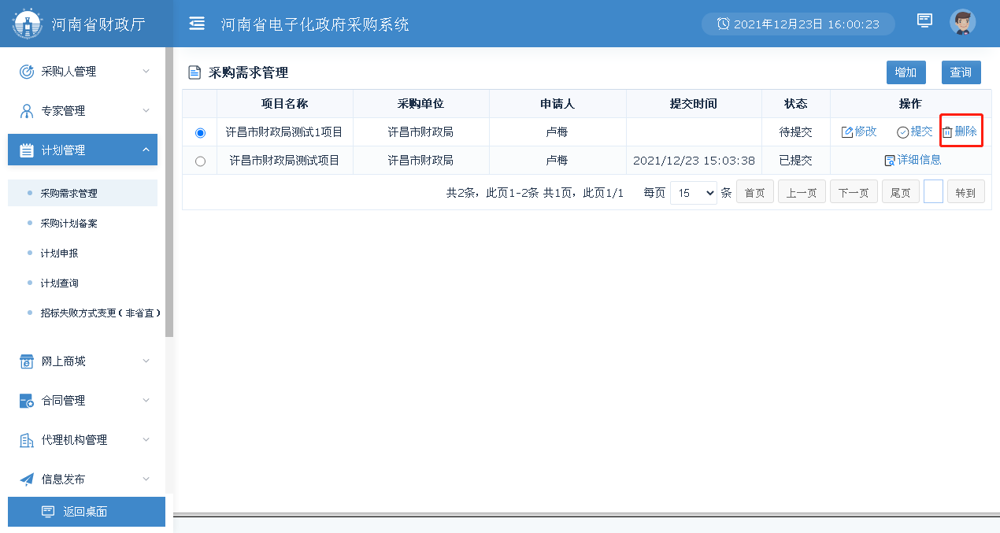 河南省财政厅
河南省电子化政府采购系统
2021年12月23日 16:00:23
采购人管理
专家管理
计划管理
采购需求管理
采购计划备案
计划申报
计划查询
招标失败方式变更(非省直)
网上商城
合同管理
代理机构管理
信息发布
返回桌面
采购需求管理
增加 查询
项目名称 采购单位 申请人 提交时间 状态 操作
许昌市财政局测试1项目 许昌市财政局 卢梅 待提交 修改 提交 删除
许昌市财政局测试项目 许昌市财政局 卢梅 2021/12/23 15:03:38 已提交 详细信息
共2条，此页1-2条 共1页，此页1/1 每页 15 条 首页 上一页 下一页 尾页 转到